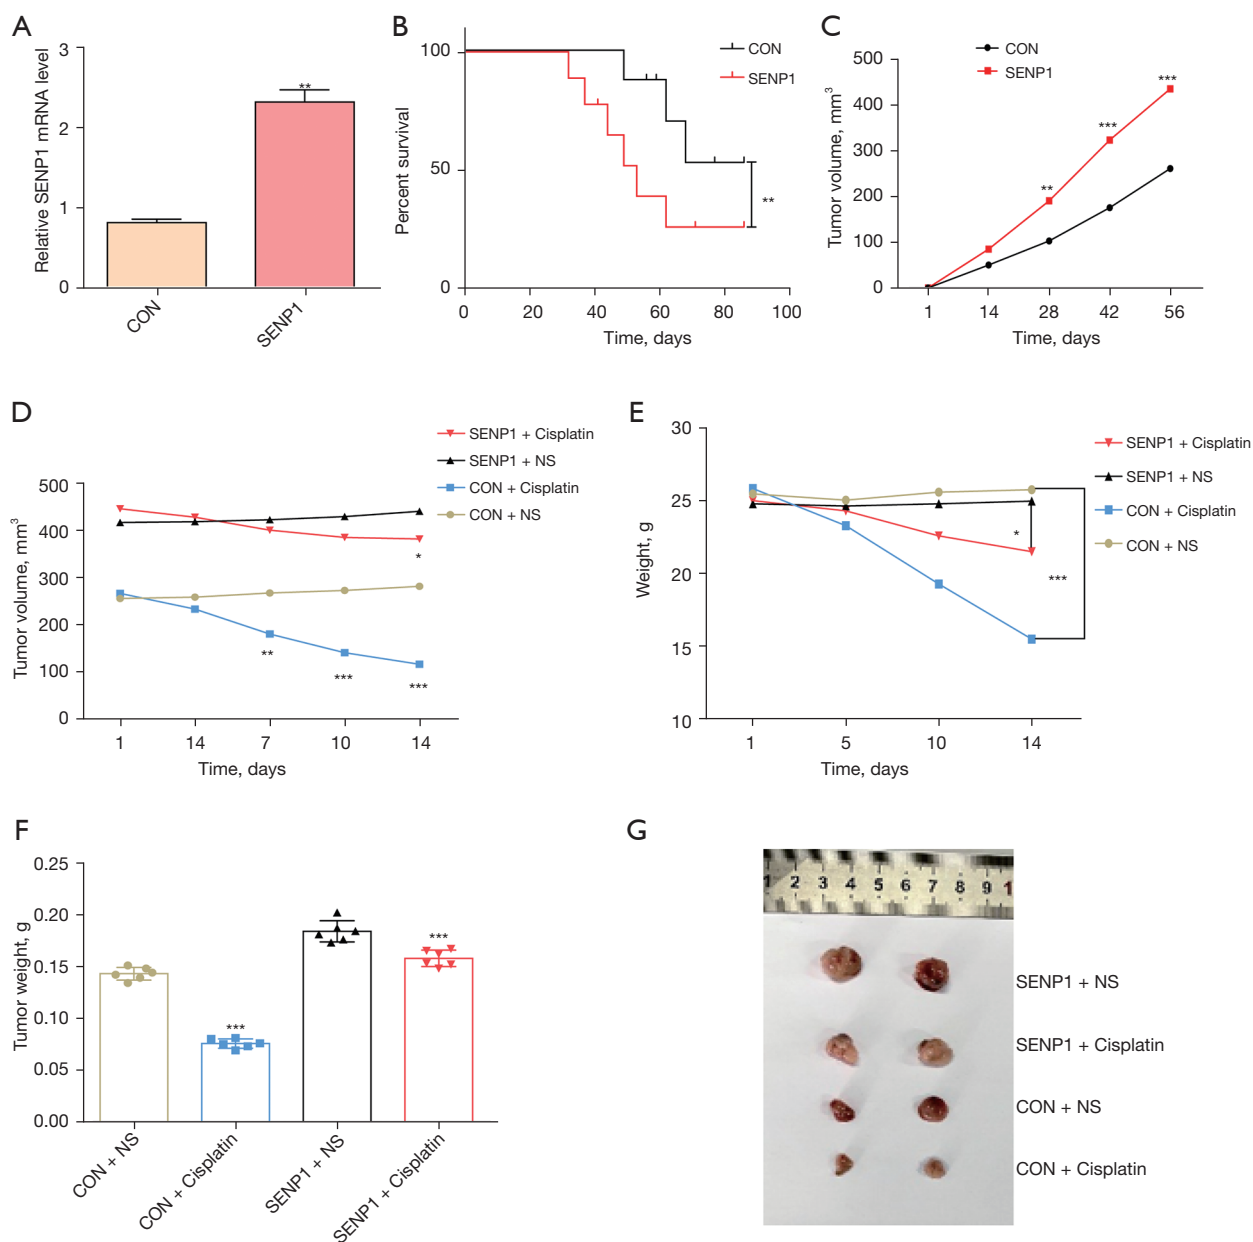 A
Relative SENP1 mRNA level
3
2
1
0
**
CON
SENP1
B
Percent survival
100
50
0
CON
SENP1
**
0 20 40 60 80 100
Time, days
C
Tumor volume, mm³
CON
SENP1
500
400
300
200
100
0
**
***
***
1 14 28 42 56
Time, days
D
SENP1 + Cisplatin
SENP1 + NS
CON + Cisplatin
CON + NS
Tumor volume, mm³
500
400
300
200
100
0
*
**
***
***
1 14 7 10 14
Time, days
E
Weight, g
30
25
20
15
10
SENP1 + Cisplatin
SENP1 + NS
CON + Cisplatin
CON + NS
*
***
1 5 10 14
Time, days
F
Tumor weight, g
0.25
0.20
0.15
0.10
0.05
0.00
***
***
CON + NS
CON + Cisplatin
SENP1 + NS
SENP1 + Cisplatin
G
1 2 3 4 5 6 7 8 9 1
SENP1 + NS
SENP1 + Cisplatin
CON + NS
CON + Cisplatin